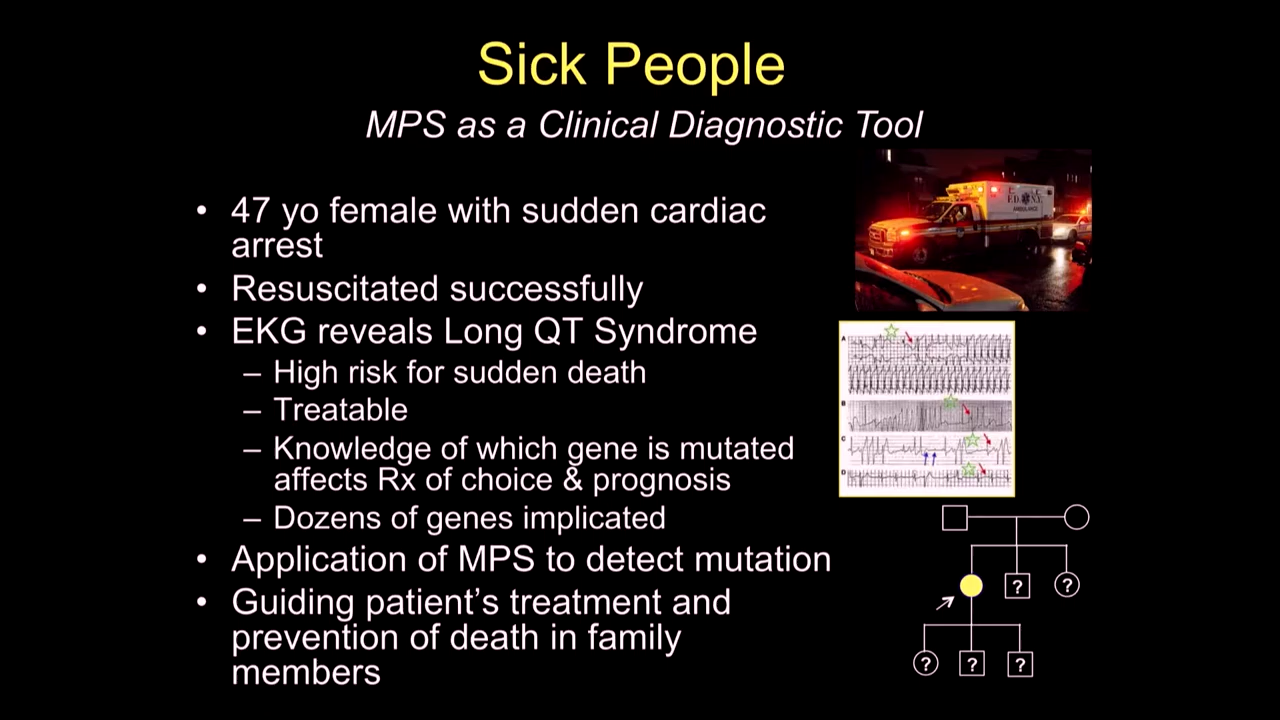 Sick People
MPS as a Clinical Diagnostic Tool
• 47 yo female with sudden cardiac
arrest
• Resuscitated successfully
• EKG reveals Long QT Syndrome
– High risk for sudden death
– Treatable
– Knowledge of which gene is mutated
affects Rx of choice & prognosis
– Dozens of genes implicated
• Application of MPS to detect mutation
• Guiding patient's treatment and
prevention of death in family
members
AMBULANCE
A
B
C
D
? ?
? ? ?